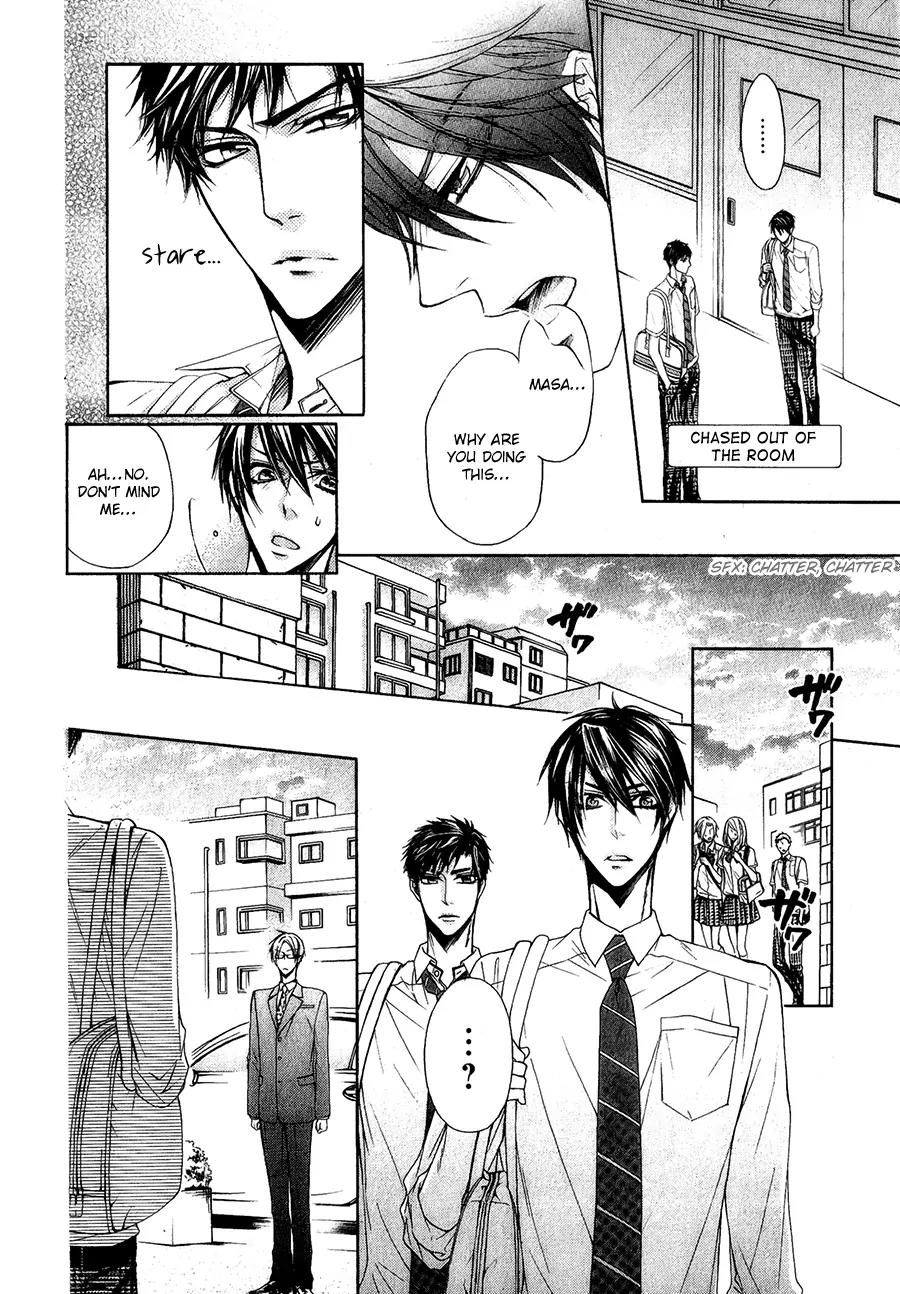 ......
CHASED OUT OF
THE ROOM
MASA...
WHY ARE
YOU DOING
THIS...
stare...
AH...NO.
DON'T MIND
ME...
SFX: CHATTER, CHATTER
ザワ
ザワ
ザワ
....?